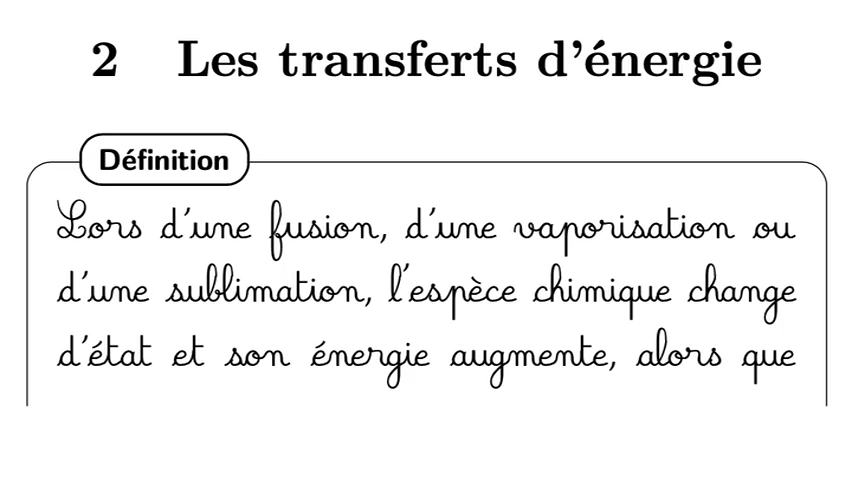 2 Les transferts d'énergie
Définition
Lors d'une fusion, d'une vaporisation ou
d'une sublimation, l'espèce chimique change
d'état et son énergie augmente, alors que